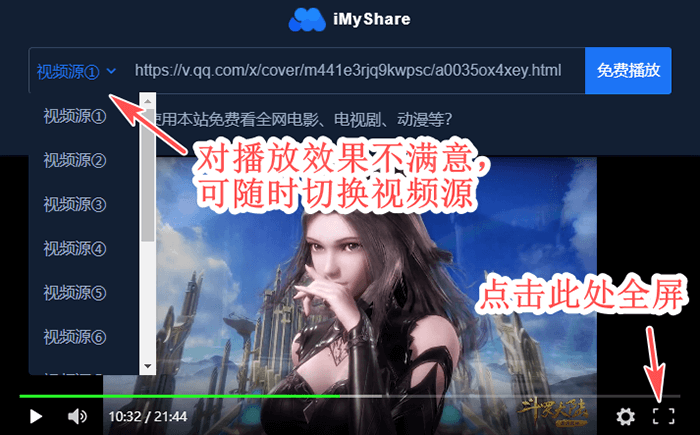 iMyShare
视频源① https://v.qq.com/x/cover/m441e3rjq9kwpsc/a0035ox4xey.html 免费播放
使用本站免费看全网电影、电视剧、动漫等?
视频源①
视频源②
视频源③
视频源④
视频源⑤
视频源⑥
对播放效果不满意，
可随时切换视频源
点击此处全屏
斗罗大陆
10:32 / 21:44